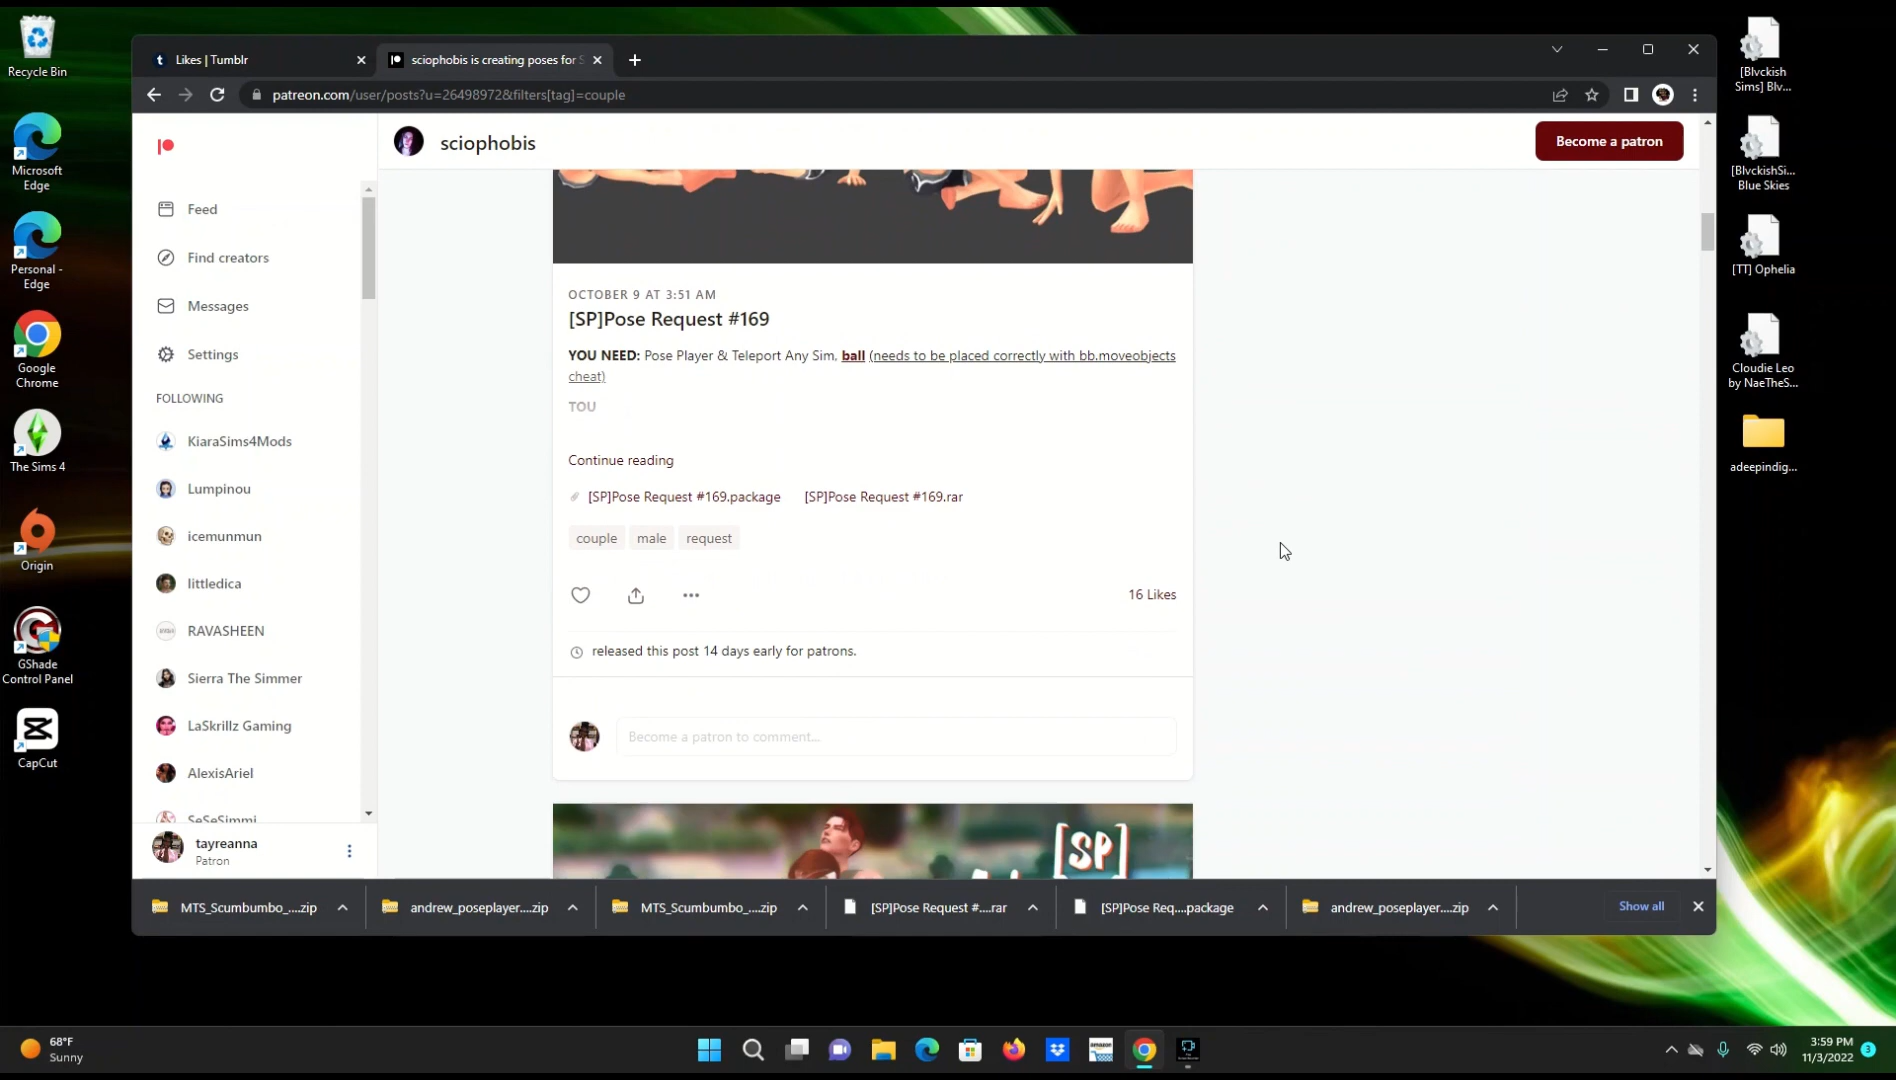 Recycle Bin
Microsoft
Edge
Personal -
Edge
Google
Chrome
The Sims 4
Origin
GShade
Control Panel
CapCut
Likes | Tumblr
sciophobis is creating poses for S
patreon.com/user/posts?u=26498972&filters[tag]=couple
sciophobis
Become a patron
Feed
Find creators
Messages
Settings
FOLLOWING
KiaraSims4Mods
Lumpinou
icemunmun
littledica
RAVASHEEN
Sierra The Simmer
LaSkrillz Gaming
AlexisAriel
SeSeSimmi
tayreanna
Patron
OCTOBER 9 AT 3:51 AM
[SP]Pose Request #169
YOU NEED: Pose Player & Teleport Any Sim, ball (needs to be placed correctly with bb.moveobjects
cheat)
TOU
Continue reading
[SP]Pose Request #169.package [SP]Pose Request #169.rar
couple male request
16 Likes
released this post 14 days early for patrons.
Become a patron to comment...
[SP]
MTS_Scumbumbo_....zip
andrew_poseplayer....zip
MTS_Scumbumbo_....zip
[SP]Pose Request #....rar
[SP]Pose Req....package
andrew_poseplayer....zip
Show all
[Blvckish
Sims] Blv...
[BlvckishSi...
Blue Skies
[TT] Ophelia
Cloudie Leo
by NaeTheS...
adeepindig...
68°F
Sunny
amazon
3:59 PM
11/3/2022
3